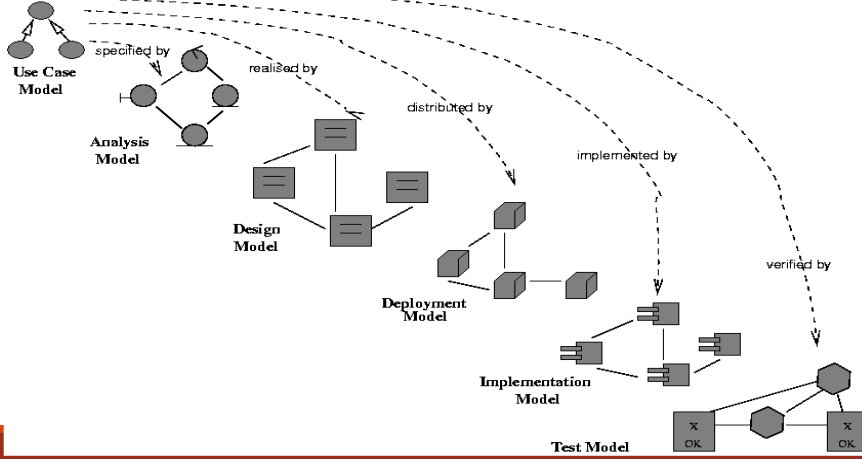 specified by
Use Case
Model
realised by
Analysis
Model
distributed by
Design
Model
implemented by
Deployment
Model
verified by
Implementation
Model
Test Model
X
OK
X
OK